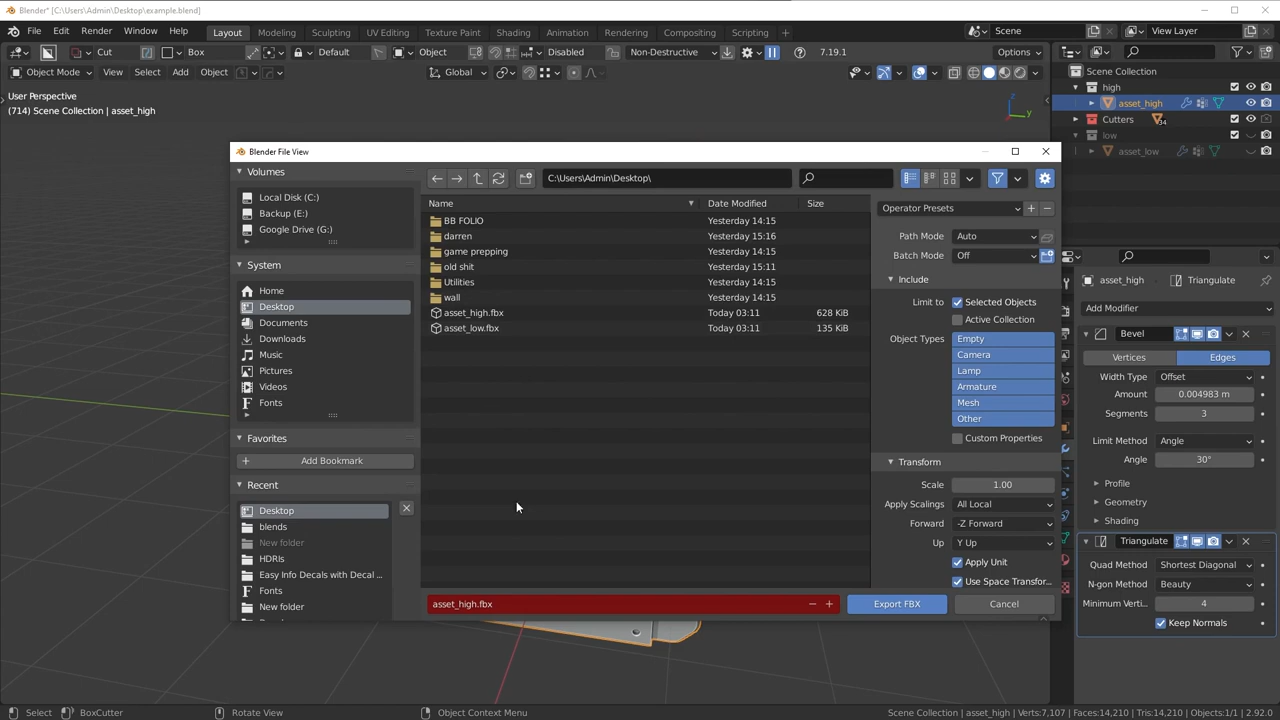 Blender* [C:\Users\Admin\Desktop\example.blend]
File Edit Render Window Help Layout Modeling Sculpting UV Editing Texture Paint Shading Animation Rendering Compositing Scripting + Scene View Layer
Cut Box Default Object Disabled Non-Destructive 7.19.1 Options
Object Mode View Select Add Object Global
User Perspective
(714) Scene Collection | asset_high
Z
Y
Scene Collection
high
asset_high
Cutters 34
low
asset_low
Blender File View
Volumes
Local Disk (C:)
Backup (E:)
Google Drive (G:)
System
Home
Desktop
Documents
Downloads
Music
Pictures
Videos
Fonts
Favorites
+ Add Bookmark
Recent
Desktop
blends
New folder
HDRIs
Easy Info Decals with Decal ...
Fonts
New folder
C:\Users\Admin\Desktop\
Name Date Modified Size
BB FOLIO Yesterday 14:15
darren Yesterday 15:16
game prepping Yesterday 14:15
old shit Yesterday 15:11
Utilities Yesterday 14:15
wall Yesterday 14:15
asset_high.fbx Today 03:11 628 KiB
asset_low.fbx Today 03:11 135 KiB
asset_high.fbx − +
Export FBX Cancel
Operator Presets + −
Path Mode Auto
Batch Mode Off
Include
Limit to Selected Objects
Active Collection
Object Types Empty
Camera
Lamp
Armature
Mesh
Other
Custom Properties
Transform
Scale 1.00
Apply Scalings All Local
Forward -Z Forward
Up Y Up
Apply Unit
Use Space Transfor...
asset_high Triangulate
Add Modifier
Bevel
Vertices Edges
Width Type Offset
Amount 0.004983 m
Segments 3
Limit Method Angle
Angle 30°
Profile
Geometry
Shading
Triangulate
Quad Method Shortest Diagonal
N-gon Method Beauty
Minimum Verti... 4
Keep Normals
Select BoxCutter Rotate View Object Context Menu Scene Collection | asset_high | Verts:7,107 | Faces:14,210 | Tris:14,210 | Objects:1/1 | 2.92.0